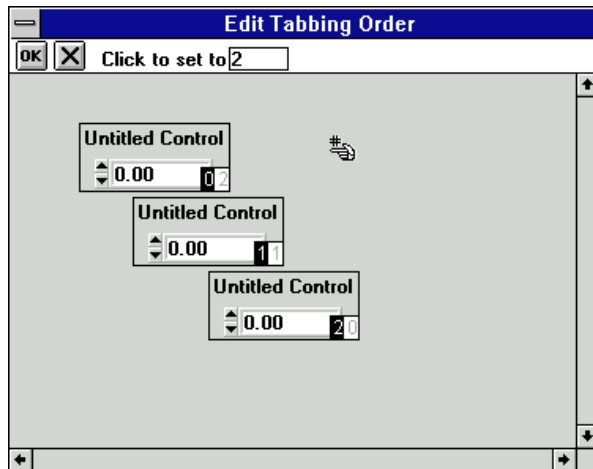 Edit Tabbing Order
OK X Click to set to 2
Untitled Control
0.00 0 2
Untitled Control
0.00 1 1
Untitled Control
0.00 2 0